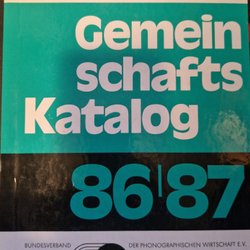 Gemein
schafts
Katalog
86|87
BUNDESVERBAND DER PHONOGRAPHISCHEN WIRTSCHAFT E.V.